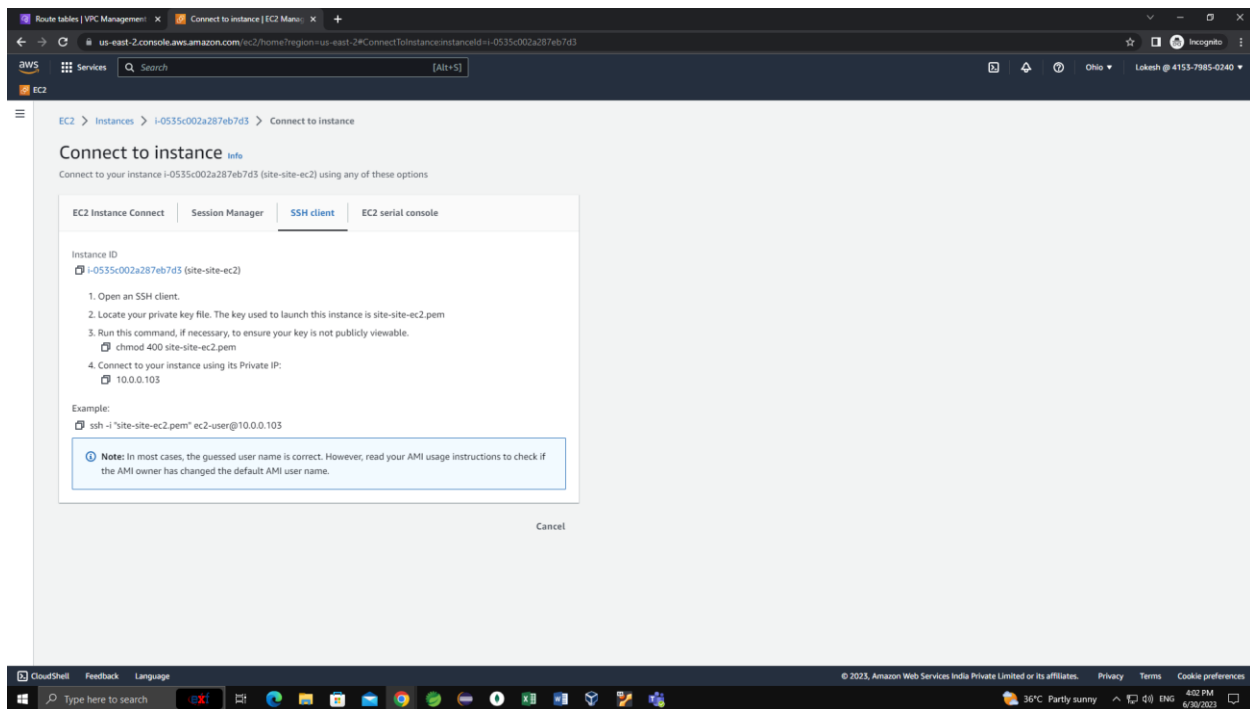 Route tables | VPC Management
Connect to instance | EC2 Manag
us-east-2.console.aws.amazon.com/ec2/home?region=us-east-2#ConnectToInstance:instanceId=i-0535c002a287eb7d3
Incognito
aws
Services
Search
[Alt+S]
Ohio
Lokesh @ 4153-7985-0240
EC2
EC2 > Instances > i-0535c002a287eb7d3 > Connect to instance
Connect to instance Info
Connect to your instance i-0535c002a287eb7d3 (site-site-ec2) using any of these options
EC2 Instance Connect
Session Manager
SSH client
EC2 serial console
Instance ID
i-0535c002a287eb7d3 (site-site-ec2)
1. Open an SSH client.
2. Locate your private key file. The key used to launch this instance is site-site-ec2.pem
3. Run this command, if necessary, to ensure your key is not publicly viewable.
chmod 400 site-site-ec2.pem
4. Connect to your instance using its Private IP:
10.0.0.103
Example:
ssh -i "site-site-ec2.pem" ec2-user@10.0.0.103
Note: In most cases, the guessed user name is correct. However, read your AMI usage instructions to check if
the AMI owner has changed the default AMI user name.
Cancel
CloudShell
Feedback
Language
© 2023, Amazon Web Services India Private Limited or its affiliates.
Privacy
Terms
Cookie preferences
Type here to search
36°C Partly sunny
ENG
4:02 PM
6/30/2023